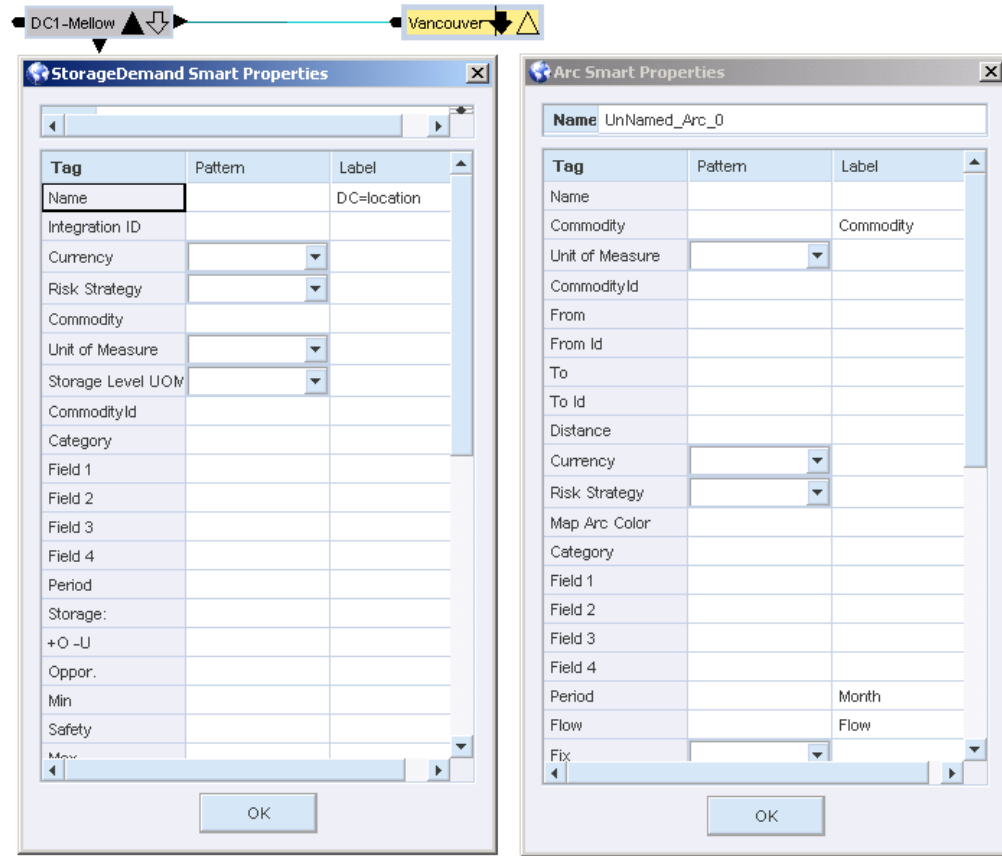 DC1-Mellow
Vancouver
StorageDemand Smart Properties
Tag Pattern Label
Name DC=location
Integration ID
Currency
Risk Strategy
Commodity
Unit of Measure
Storage Level UOM
CommodityId
Category
Field 1
Field 2
Field 3
Field 4
Period
Storage:
+O -U
Oppor.
Min
Safety
Max
OK
Arc Smart Properties
Name UnNamed_Arc_0
Tag Pattern Label
Name
Commodity Commodity
Unit of Measure
CommodityId
From
From Id
To
To Id
Distance
Currency
Risk Strategy
Map Arc Color
Category
Field 1
Field 2
Field 3
Field 4
Period Month
Flow Flow
Fix
OK